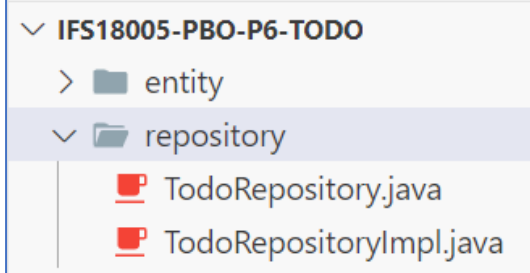 IFS18005-PBO-P6-TODO
entity
repository
TodoRepository.java
TodoRepositoryImpl.java